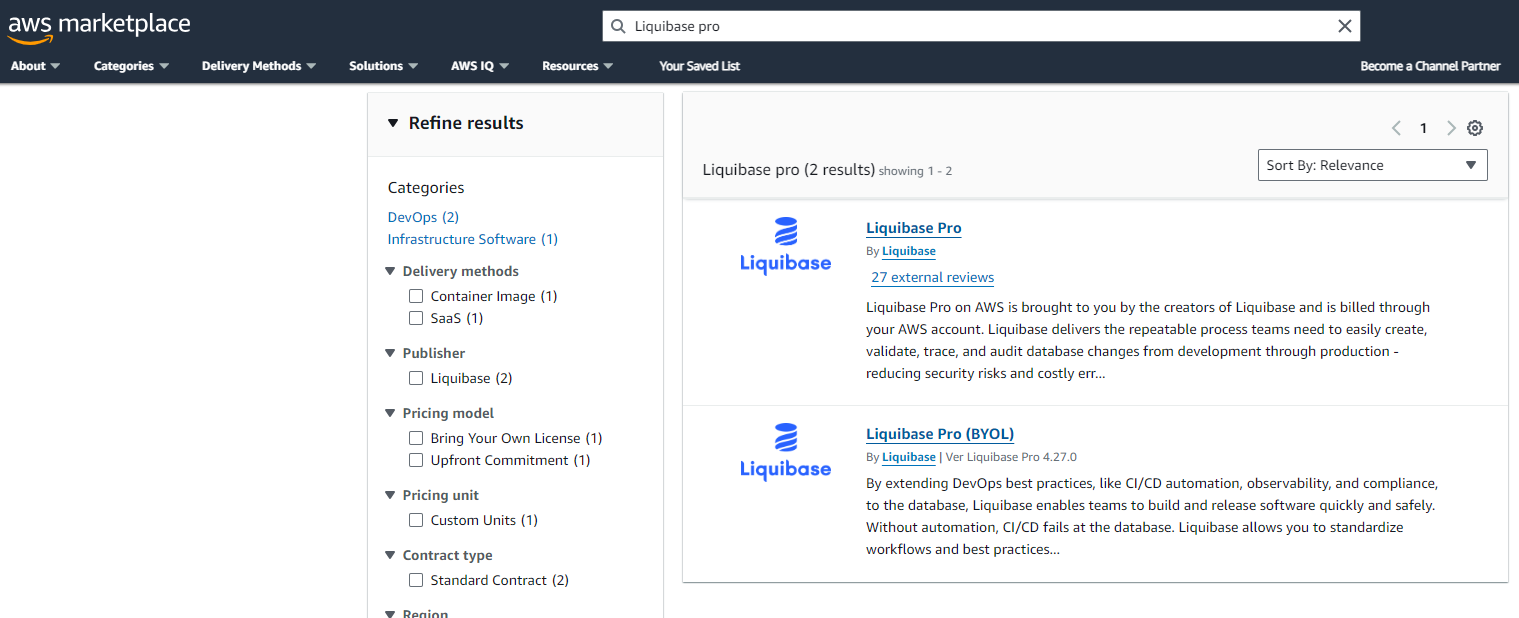 aws marketplace
Liquibase pro
About
Categories
Delivery Methods
Solutions
AWS IQ
Resources
Your Saved List
Become a Channel Partner
Refine results
Categories
DevOps (2)
Infrastructure Software (1)
Delivery methods
Container Image (1)
SaaS (1)
Publisher
Liquibase (2)
Pricing model
Bring Your Own License (1)
Upfront Commitment (1)
Pricing unit
Custom Units (1)
Contract type
Standard Contract (2)
Region
1
Liquibase pro (2 results) showing 1 - 2
Sort By: Relevance
Liquibase
Liquibase Pro
By Liquibase
27 external reviews
Liquibase Pro on AWS is brought to you by the creators of Liquibase and is billed through
your AWS account. Liquibase delivers the repeatable process teams need to easily create,
validate, trace, and audit database changes from development through production -
reducing security risks and costly err...
Liquibase
Liquibase Pro (BYOL)
By Liquibase | Ver Liquibase Pro 4.27.0
By extending DevOps best practices, like CI/CD automation, observability, and compliance,
to the database, Liquibase enables teams to build and release software quickly and safely.
Without automation, CI/CD fails at the database. Liquibase allows you to standardize
workflows and best practices...